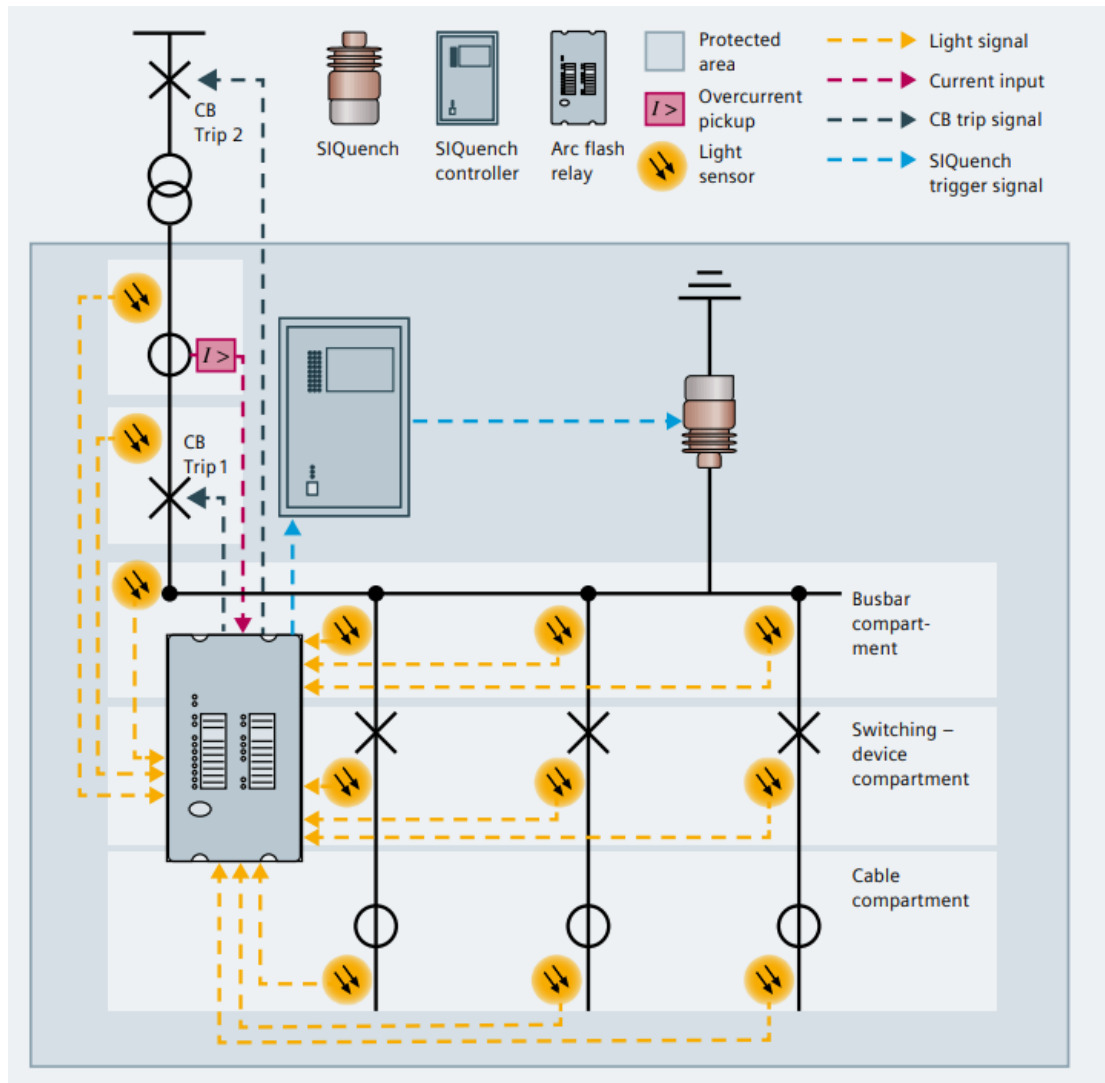 CB
Trip 2
SIQuench
SIQuench
controller
Arc flash
relay
Protected
area
I >
Overcurrent
pickup
Light
sensor
Light signal
Current input
CB trip signal
SIQuench
trigger signal
I >
CB
Trip 1
Busbar
compart-
ment
Switching –
device
compartment
Cable
compartment